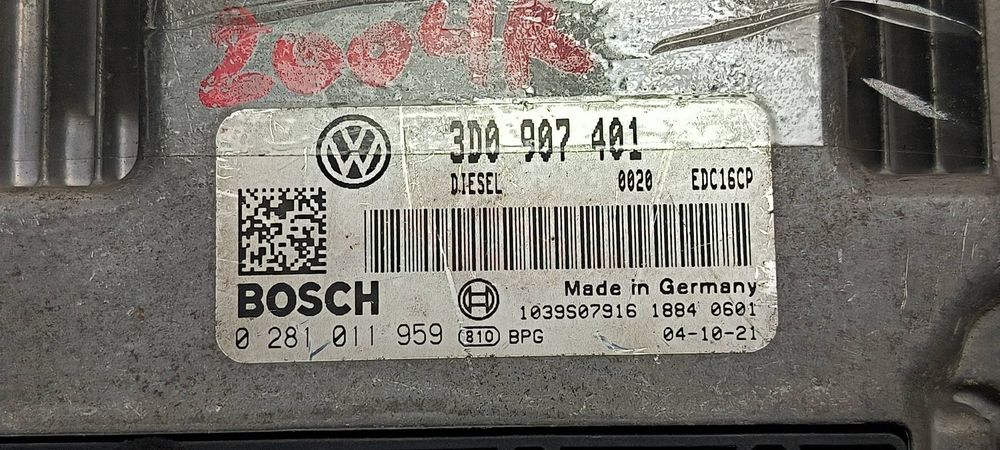 2004R
3D0 907 401
DIESEL 0020 EDC16CP
BOSCH
Made in Germany
1039S07916 1884 0601
0 281 011 959 810 BPG 04-10-21